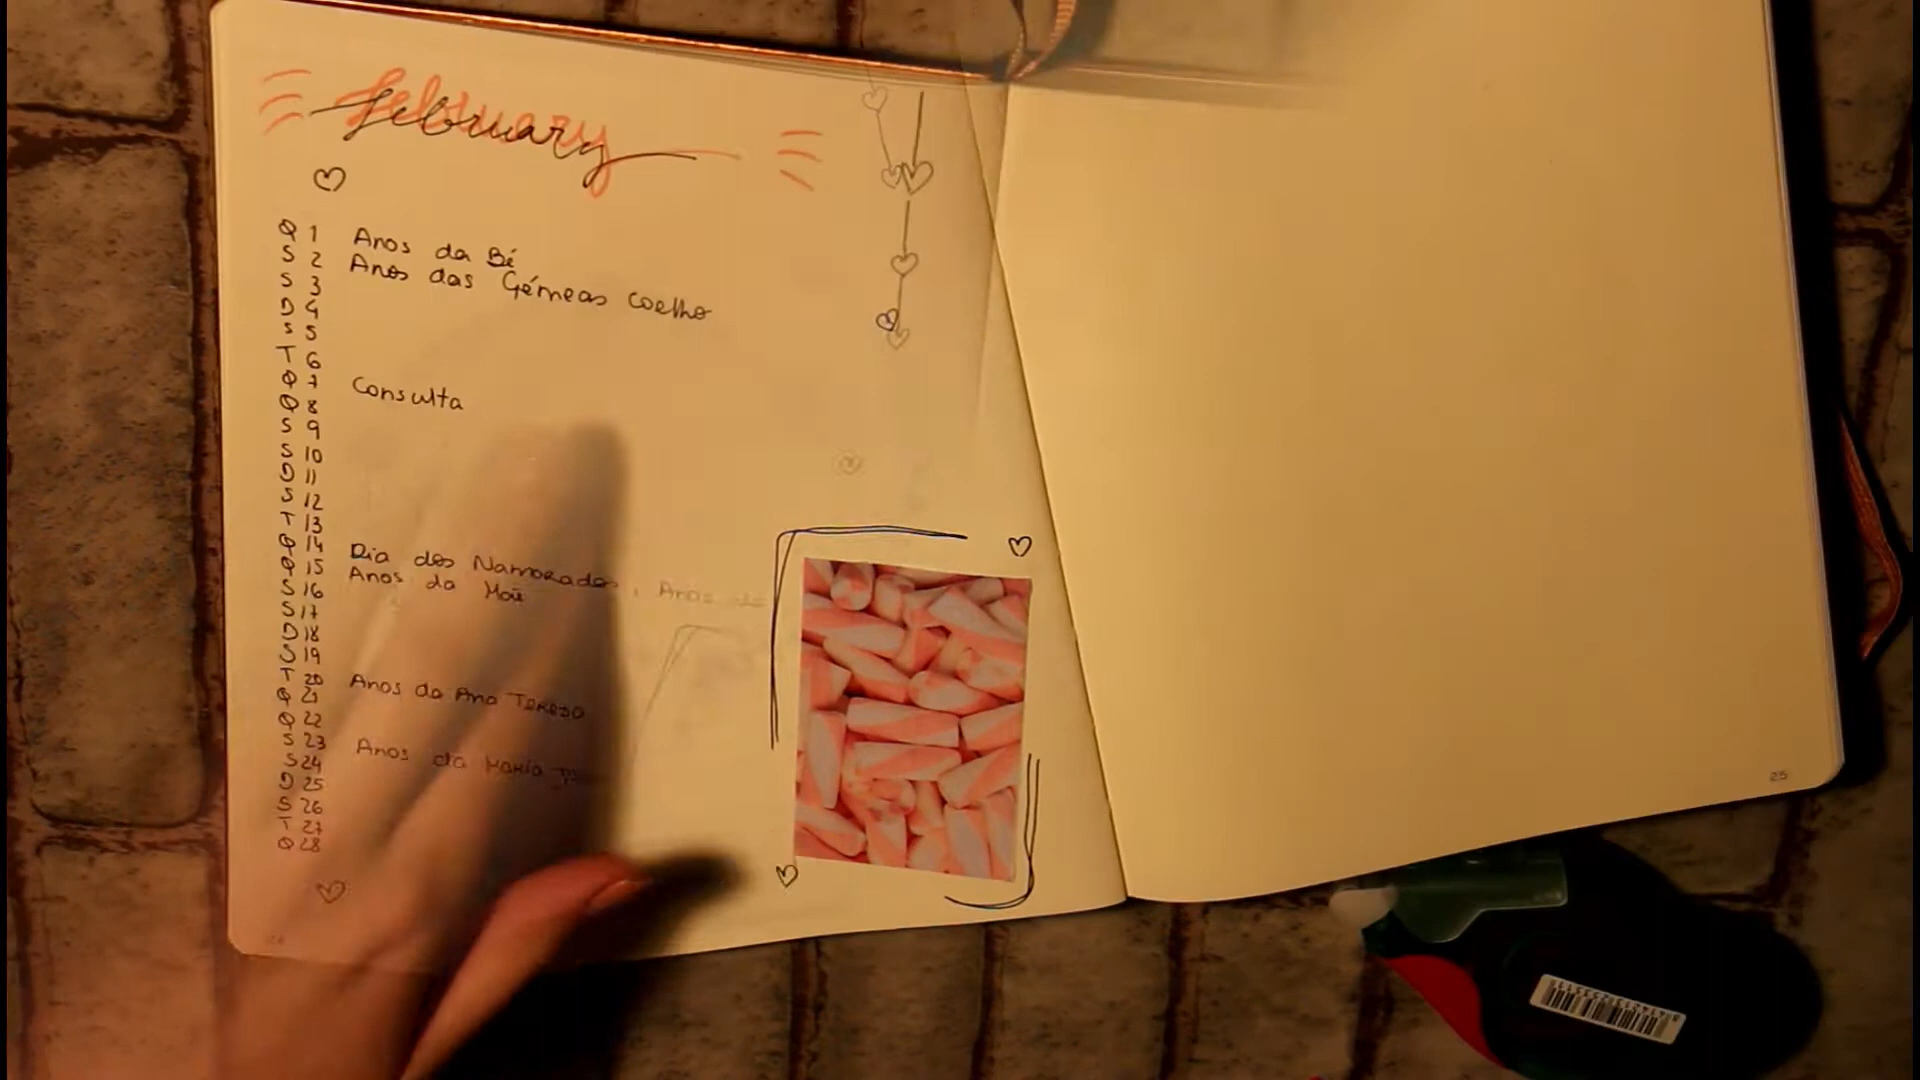 February
Q 1 Anos da Bé
S 2 Anos das Gémeas Coelho
S 3
D 4
S 5
T 6
Q 7 Consulta
Q 8
S 9
S 10
D 11
S 12
T 13
Q 14 Dia dos Namorados, Anos
Q 15 Anos da Mãe
S 16
S 17
D 18
S 19
T 20 Anos da Ana Teresa
Q 21
Q 22
S 23 Anos da Maria
S 24
D 25
S 26
T 27
Q 28
25